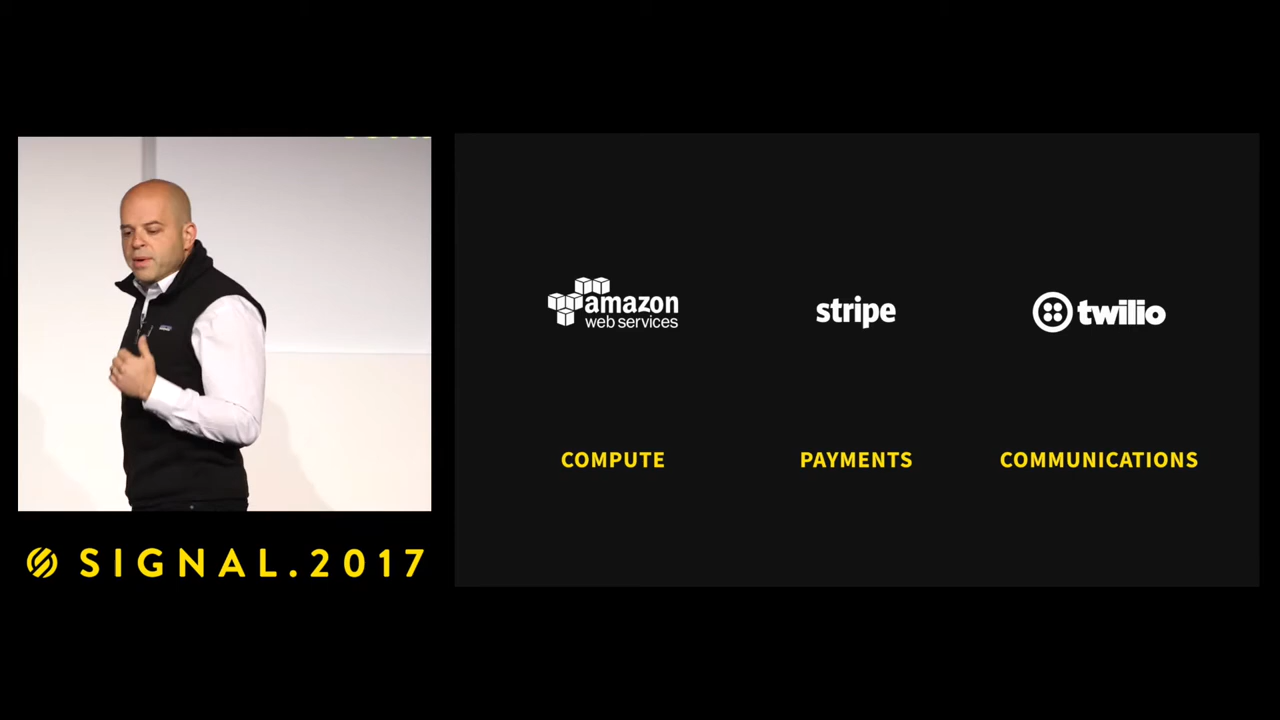 amazon
web services
stripe
twilio
COMPUTE
PAYMENTS
COMMUNICATIONS
SIGNAL.2017